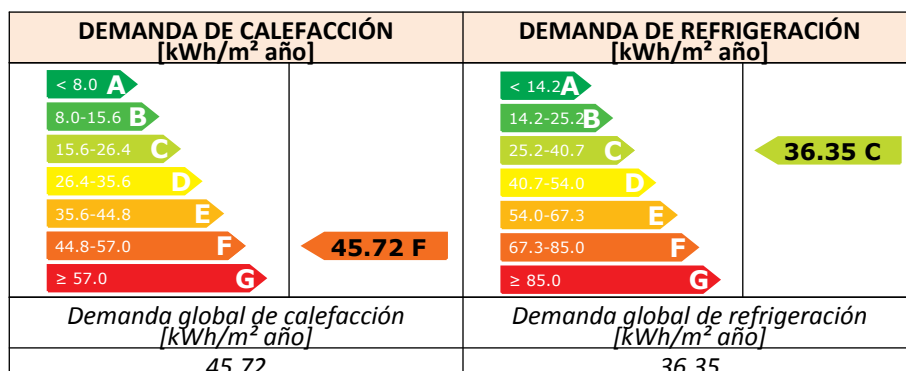 DEMANDA DE CALEFACCIÓN
[kWh/m² año]
DEMANDA DE REFRIGERACIÓN
[kWh/m² año]
< 8.0 A
8.0-15.6 B
15.6-26.4 C
26.4-35.6 D
35.6-44.8 E
44.8-57.0 F
≥ 57.0 G
45.72 F
< 14.2 A
14.2-25.2 B
25.2-40.7 C
40.7-54.0 D
54.0-67.3 E
67.3-85.0 F
≥ 85.0 G
36.35 C
Demanda global de calefacción
[kWh/m² año]
Demanda global de refrigeración
[kWh/m² año]
45.72
36.35